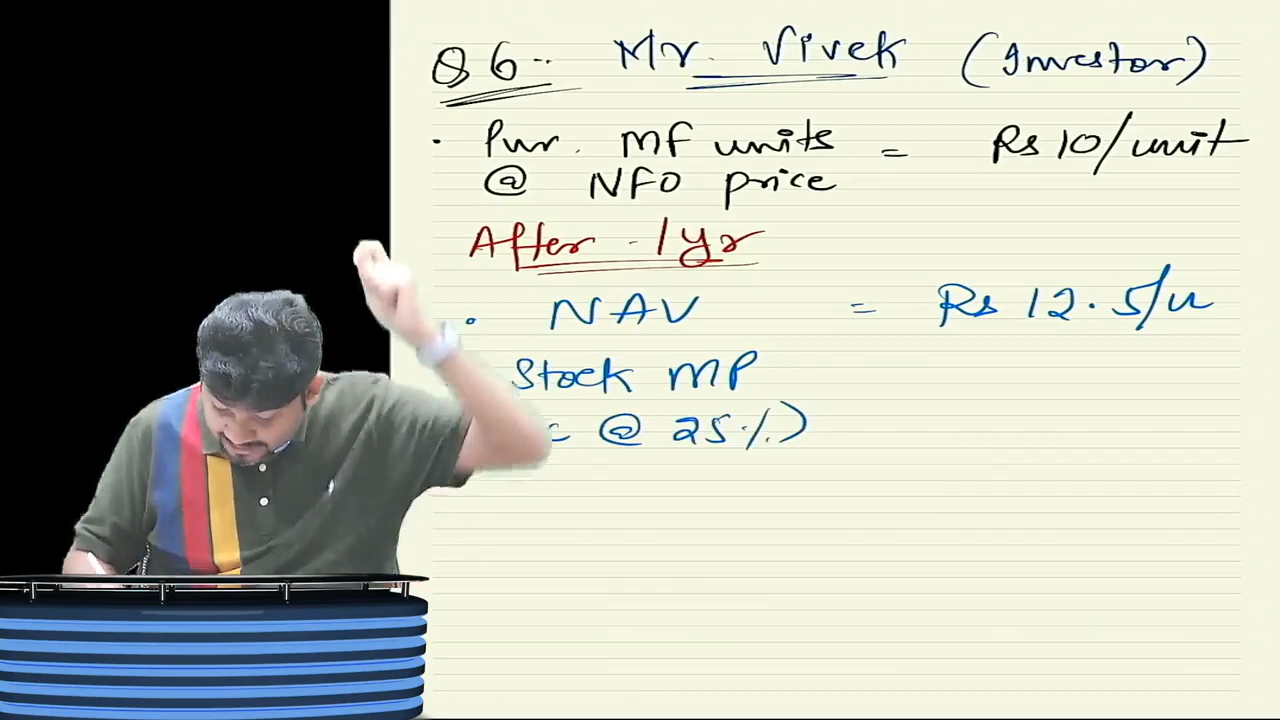 Q6.. Mr. Vivek (Investor)
• Pur. MF units = Rs 10/unit
@ NFO price
After 1yr
• NAV = Rs 12.5/u
Stock MP
@ 25%)